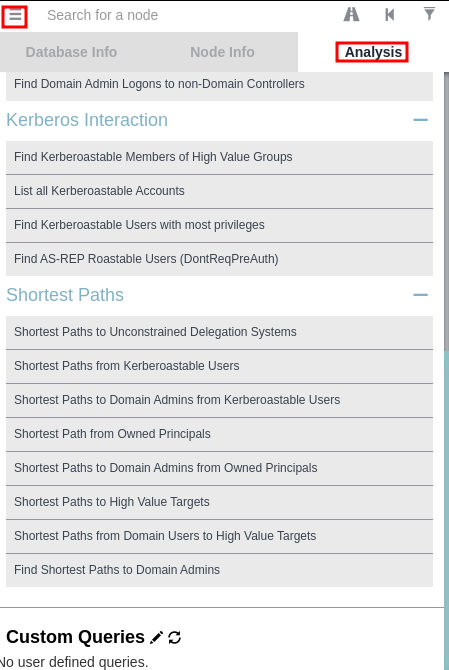 Search for a node
Database Info Node Info Analysis
Find Domain Admin Logons to non-Domain Controllers
Kerberos Interaction
Find Kerberoastable Members of High Value Groups
List all Kerberoastable Accounts
Find Kerberoastable Users with most privileges
Find AS-REP Roastable Users (DontReqPreAuth)
Shortest Paths
Shortest Paths to Unconstrained Delegation Systems
Shortest Paths from Kerberoastable Users
Shortest Paths to Domain Admins from Kerberoastable Users
Shortest Path from Owned Principals
Shortest Paths to Domain Admins from Owned Principals
Shortest Paths to High Value Targets
Shortest Paths from Domain Users to High Value Targets
Find Shortest Paths to Domain Admins
Custom Queries
No user defined queries.